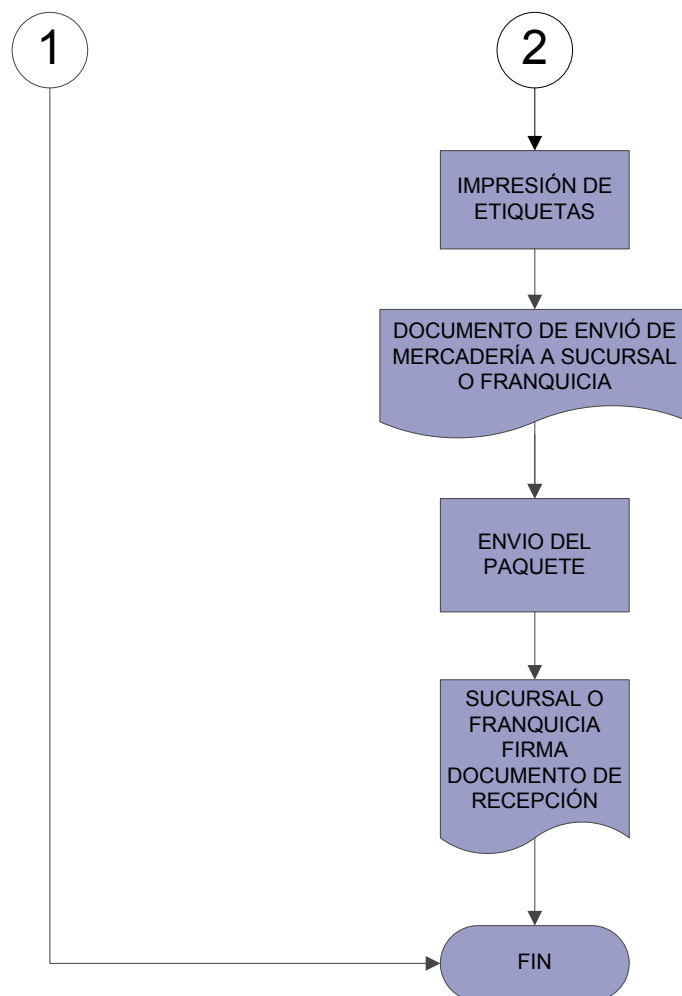 1
2
IMPRESIÓN DE
ETIQUETAS
DOCUMENTO DE ENVIÓ DE
MERCADERÍA A SUCURSAL
O FRANQUICIA
ENVIO DEL
PAQUETE
SUCURSAL O
FRANQUICIA
FIRMA
DOCUMENTO DE
RECEPCIÓN
FIN